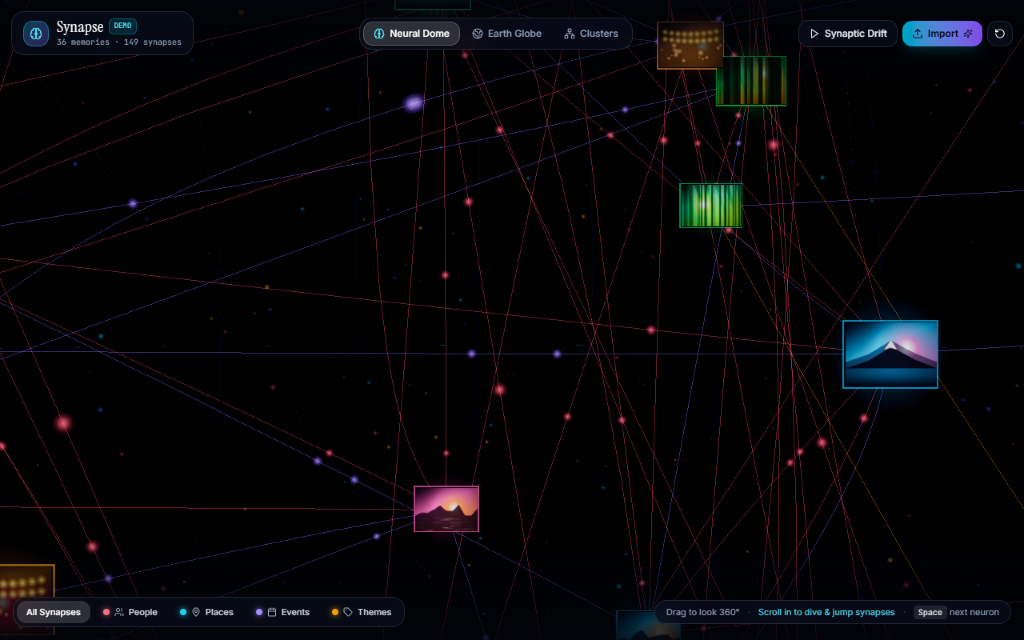 Synapse DEMO
36 memories · 149 synapses
Neural Dome
Earth Globe
Clusters
Synaptic Drift
Import
All Synapses
People
Places
Events
Themes
Drag to look 360° · Scroll in to dive & jump synapses · Space next neuron